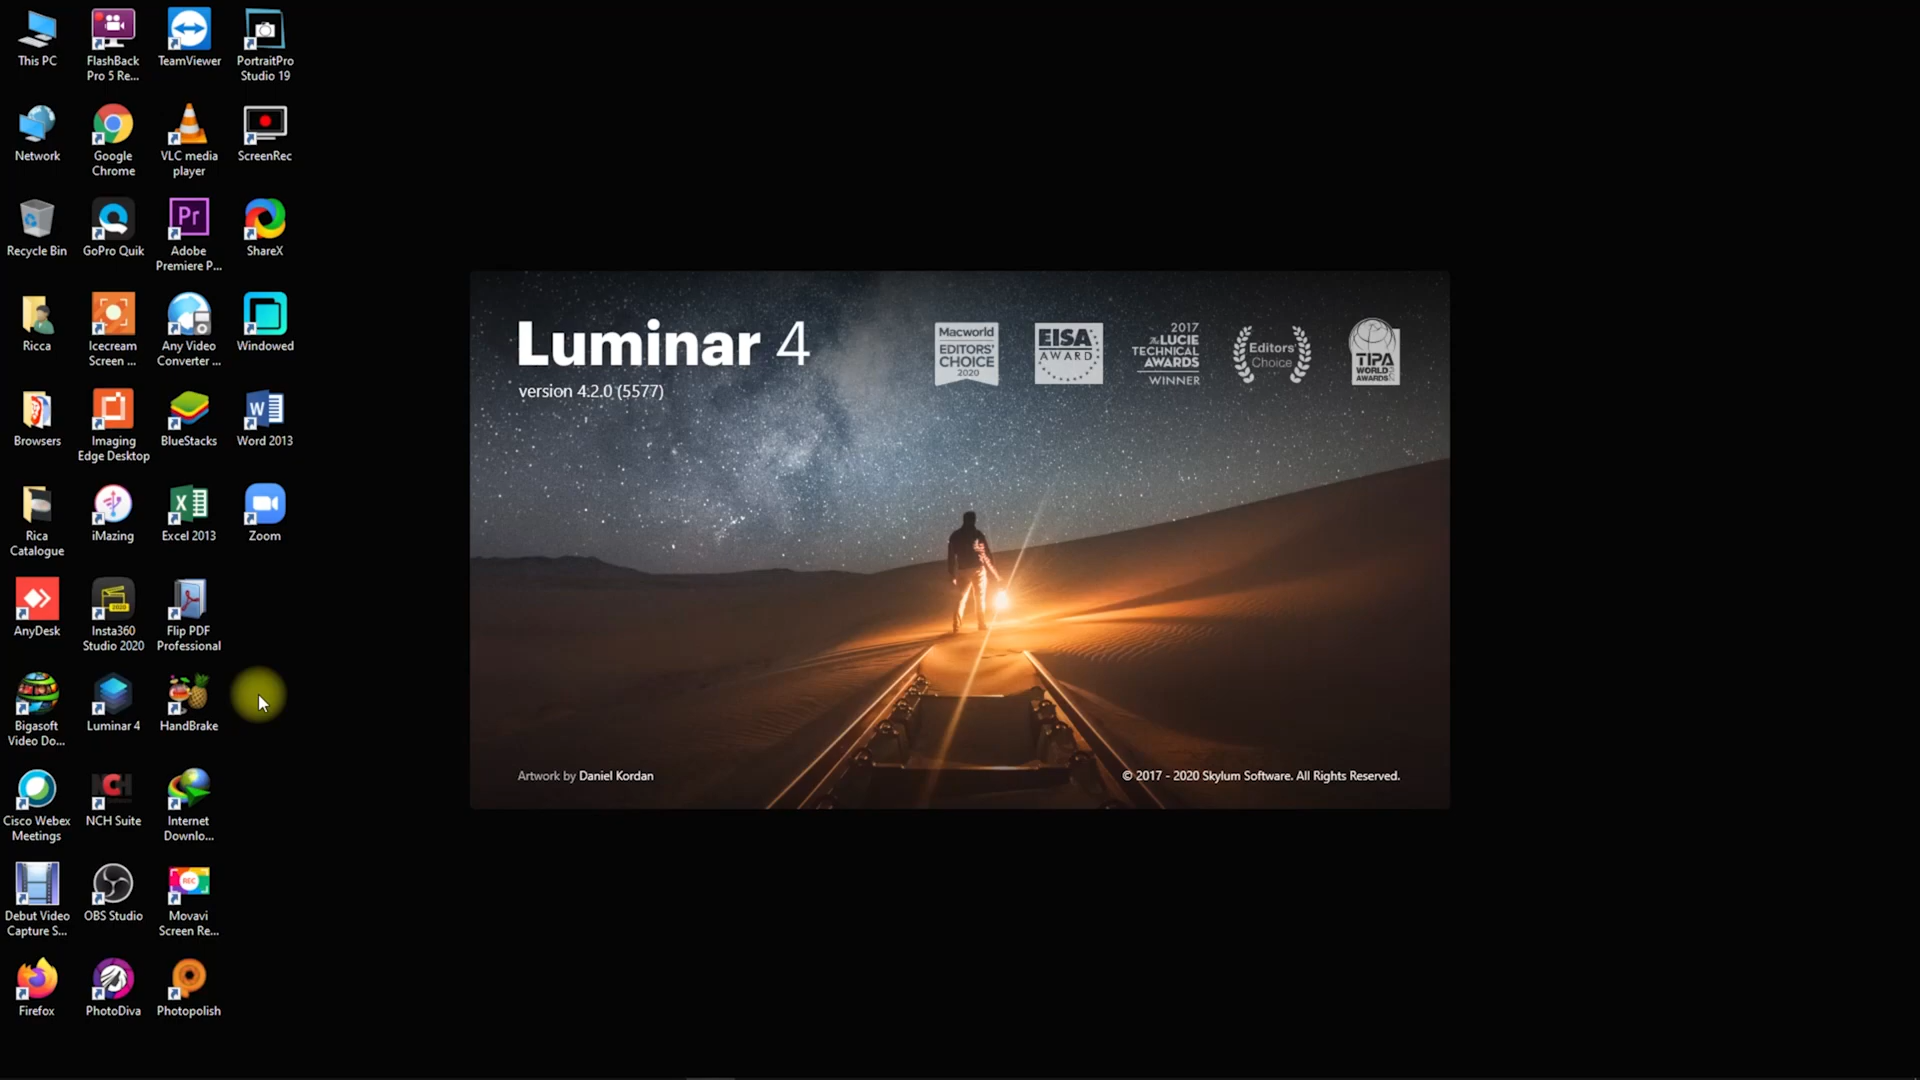 This PC
FlashBack
Pro 5 Re...
TeamViewer
PortraitPro
Studio 19
Network
Google
Chrome
VLC media
player
ScreenRec
Recycle Bin
GoPro Quik
Pr
Adobe
Premiere P...
ShareX
Ricca
Icecream
Screen ...
Any Video
Converter ...
Windowed
Browsers
Imaging
Edge Desktop
BlueStacks
W
Word 2013
Rica
Catalogue
iMazing
X
Excel 2013
Zoom
AnyDesk
2020
Insta360
Studio 2020
Flip PDF
Professional
Bigasoft
Video Do...
Luminar 4
HandBrake
Cisco Webex
Meetings
NCH
NCH Suite
Internet
Downlo...
Debut Video
Capture S...
OBS Studio
REC
Movavi
Screen Re...
Firefox
PhotoDiva
Photopolish
Luminar 4
version 4.2.0 (5577)
Macworld
EDITORS'
CHOICE
2020
EISA
AWARD
2017
The LUCIE
TECHNICAL
AWARDS
WINNER
Editors'
Choice
TIPA
WORLD
AWARDS
Artwork by Daniel Kordan
© 2017 - 2020 Skylum Software. All Rights Reserved.